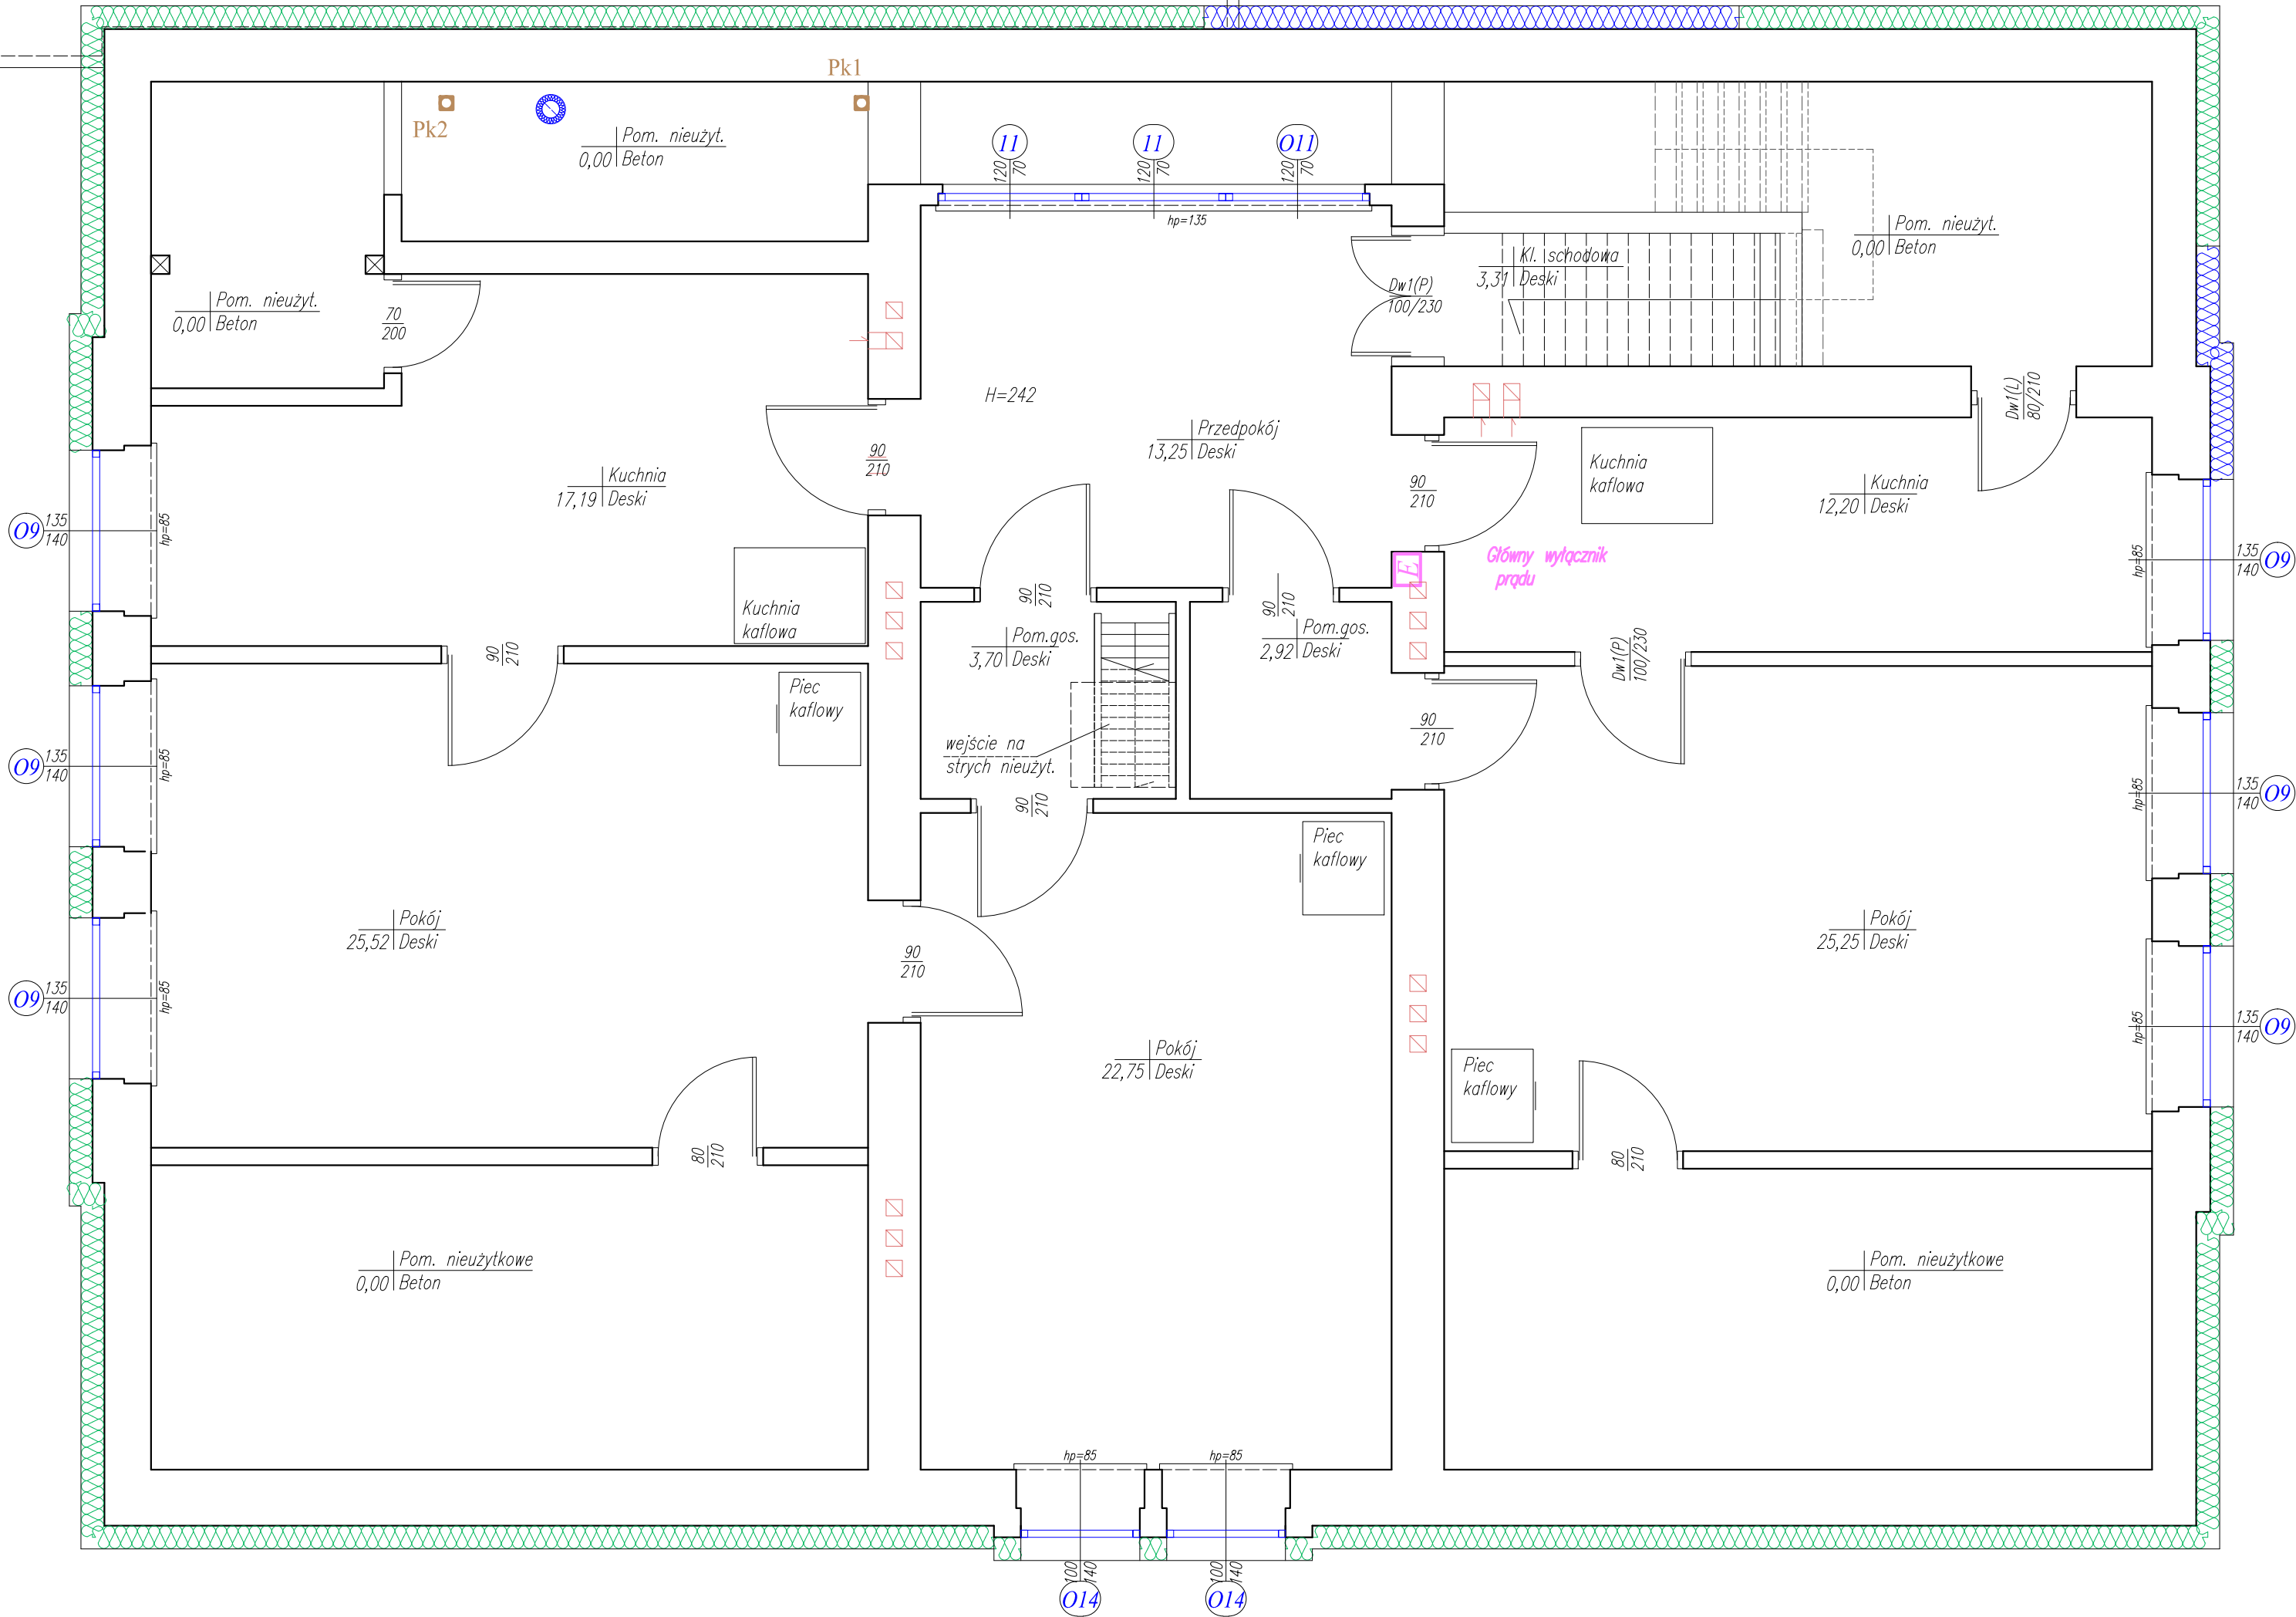 Pk1
Pk2
Pom. nieużyt.
0,00 Beton
11
11
O11
120
70
120
70
120
70
hp=135
Pom. nieużyt.
0,00 Beton
Kl. schodowa
3,31 Deski
Dw1(P)
100/230
Pom. nieużyt.
0,00 Beton
70
200
H=242
Dw1(L)
80/210
Przedpokój
13,25 Deski
90
210
Kuchnia
17,19 Deski
90
210
Kuchnia
kaflowa
Kuchnia
12,20 Deski
O9
135
140
hp=85
hp=85
135
140
O9
E
Główny wyłącznik
prądu
Kuchnia
kaflowa
90
210
90
210
90
210
Pom.gos.
3,70 Deski
Pom.gos.
2,92 Deski
Dw1(P)
100/230
Piec
kaflowy
90
210
wejście na
strych nieużyt.
O9
135
140
hp=85
hp=85
135
140
O9
90
210
Piec
kaflowy
Pokój
25,52 Deski
Pokój
25,25 Deski
90
210
O9
135
140
hp=85
hp=85
135
140
O9
Pokój
22,75 Deski
Piec
kaflowy
80
210
80
210
Pom. nieużytkowe
0,00 Beton
Pom. nieużytkowe
0,00 Beton
hp=85
hp=85
100
140
100
140
O14
O14